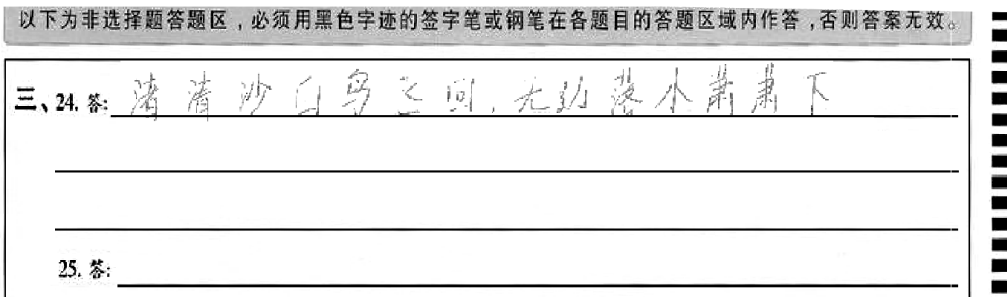 以下为非选择题答题区，必须用黑色字迹的签字笔或钢笔在各题目的答题区域内作答，否则答案无效。
三、24. 答: 渚清沙白鸟之间，无边落小萧萧下
25. 答: